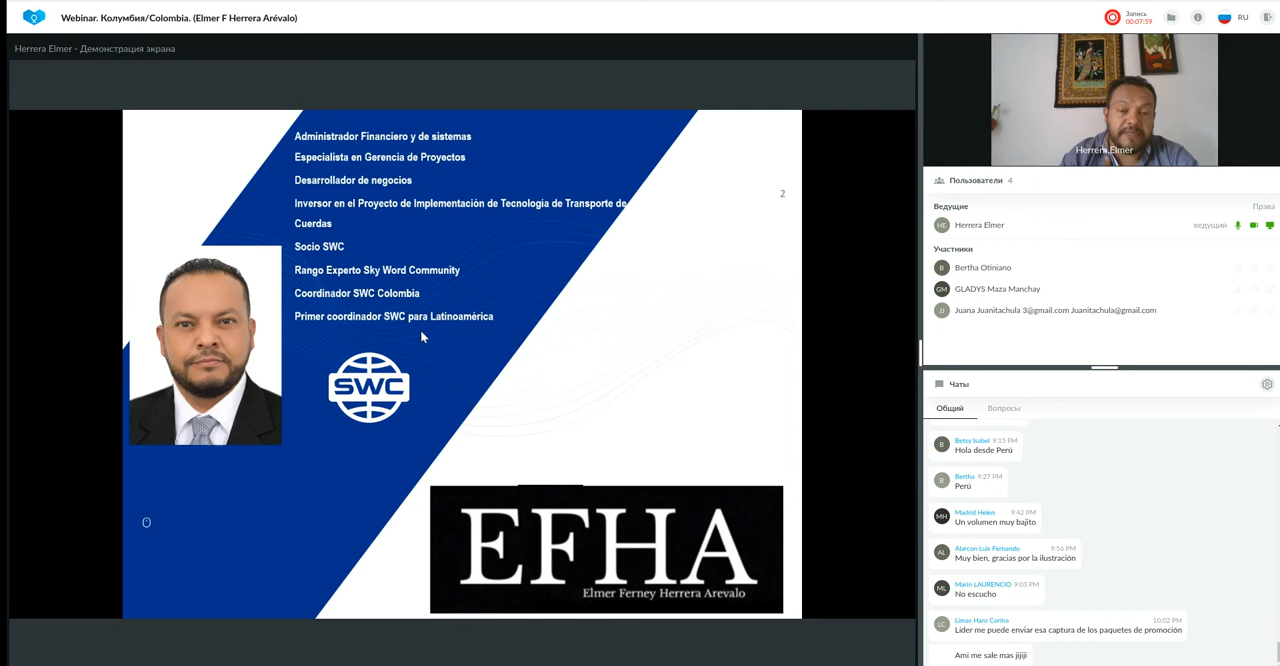 Webinar. Колумбия/Colombia. (Elmer F Herrera Arévalo)
Запись
00:07:59
RU
Herrera Elmer - Демонстрация экрана
Administrador Financiero y de sistemas
Especialista en Gerencia de Proyectos
Desarrollador de negocios
Inversor en el Proyecto de Implementación de Tecnologia de Transporte de
Cuerdas
Socio SWC
Rango Experto Sky Word Community
Coordinador SWC Colombia
Primer coordinador SWC para Latinoamérica
2
SWC
EFHA
Elmer Ferney Herrera Arevalo
Herrera Elmer
Пользователи 4
Ведущие Права
HE Herrera Elmer ведущий
Участники
B Bertha Otiniano
GM GLADYS Maza Manchay
JJ Juana Juanitachula 3@gmail.com Juanitachula@gmail.com
Чаты
Общий Вопросы
B Betsy Isabel 9:15 PM
Hola desde Perú
B Bertha 9:27 PM
Perú
MH Madrid Helen 9:42 PM
Un volumen muy bajito
AL Alarcon Luis Fernando 9:56 PM
Muy bien, gracias por la ilustración
ML Marin LAURENCIO 9:03 PM
No escucho
LC Limas Haro Corina 10:02 PM
Líder me puede enviar esa captura de los paquetes de promoción
Ami me sale mas jijiji